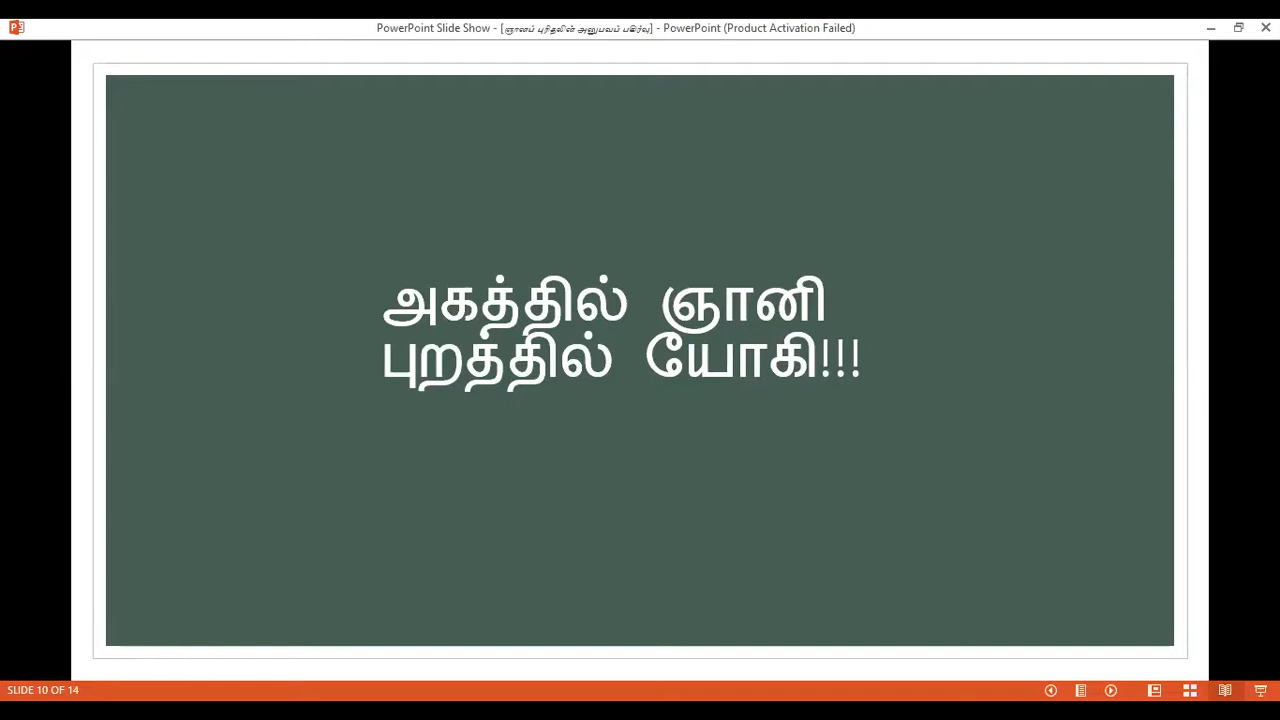 PowerPoint Slide Show - [ஞானப் புரிதலின் அனுபவப் பகிர்வு] - PowerPoint (Product Activation Failed)
அகத்தில் ஞானி
புறத்தில் யோகி!!!
SLIDE 10 OF 14